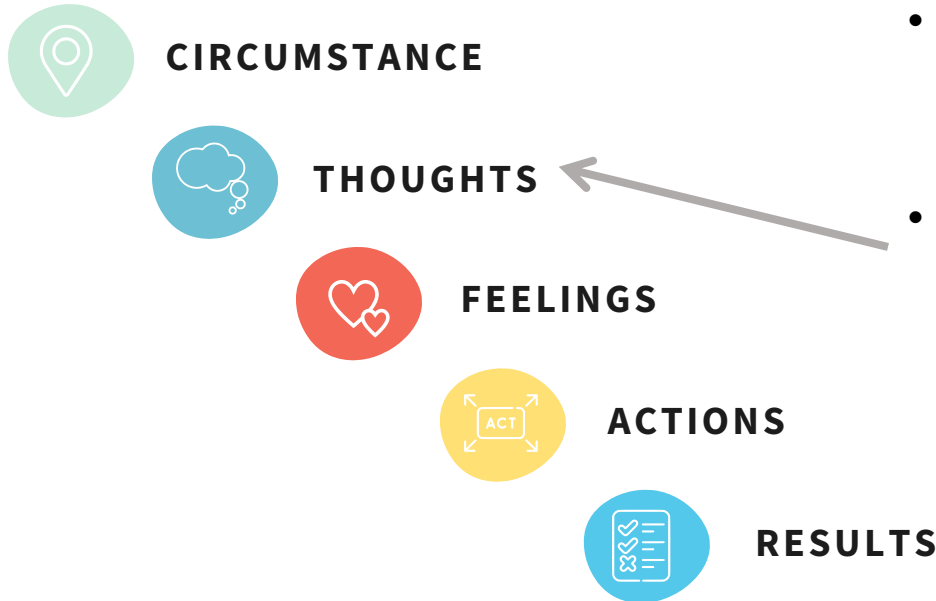 CIRCUMSTANCE
THOUGHTS
FEELINGS
ACT
ACTIONS
RESULTS